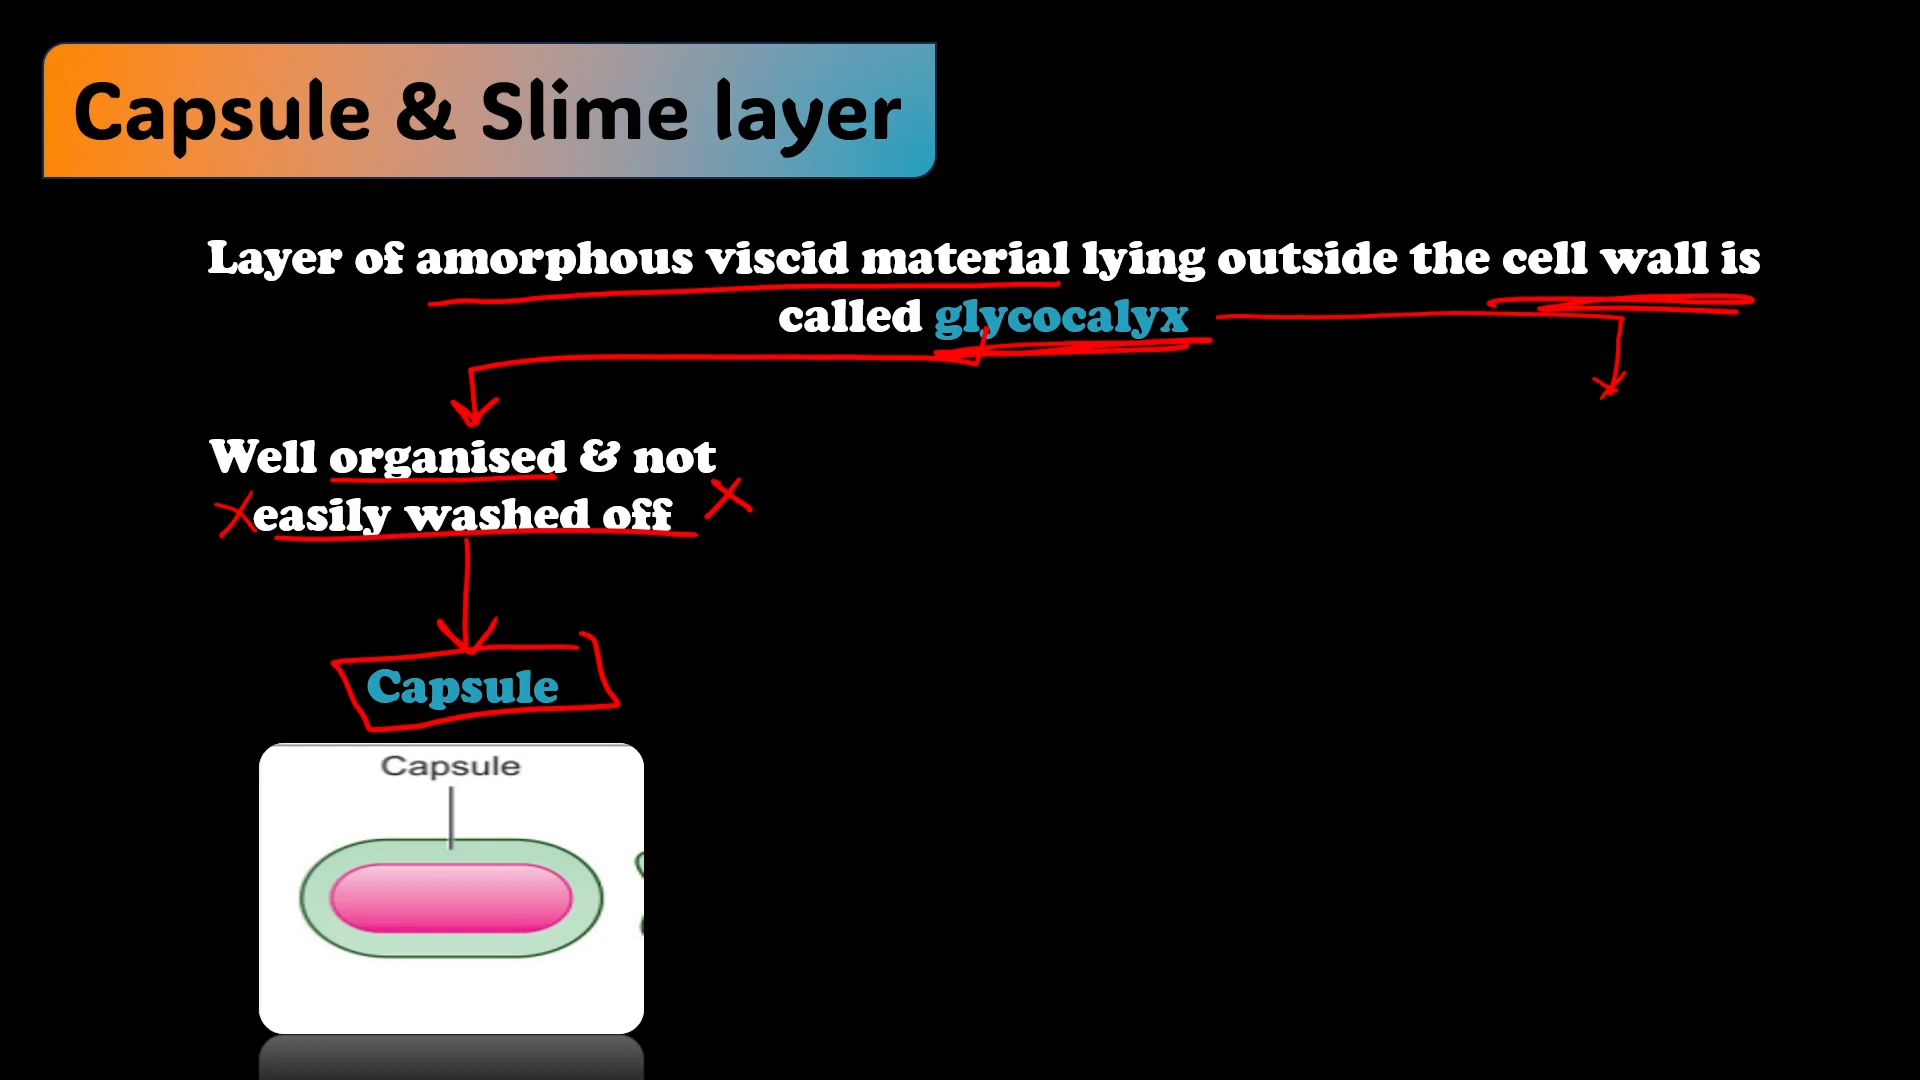 Capsule & Slime layer
Layer of amorphous viscid material lying outside the cell wall is
called glycocalyx
Well organised & not
easily washed off
Capsule
Capsule